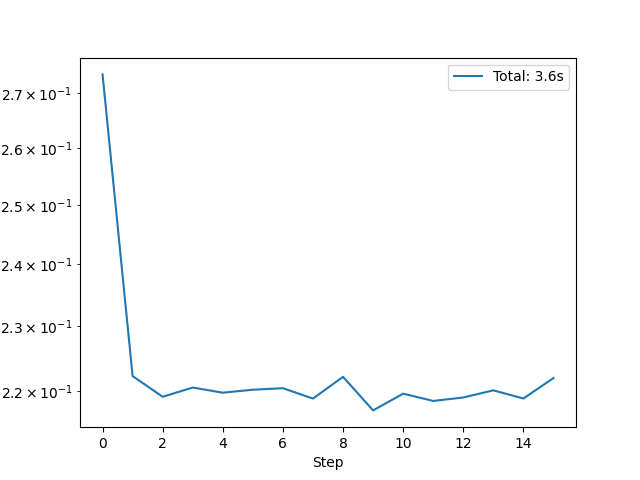 Total: 3.6s
2.7 × 10⁻¹
2.6 × 10⁻¹
2.5 × 10⁻¹
2.4 × 10⁻¹
2.3 × 10⁻¹
2.2 × 10⁻¹
0 2 4 6 8 10 12 14
Step